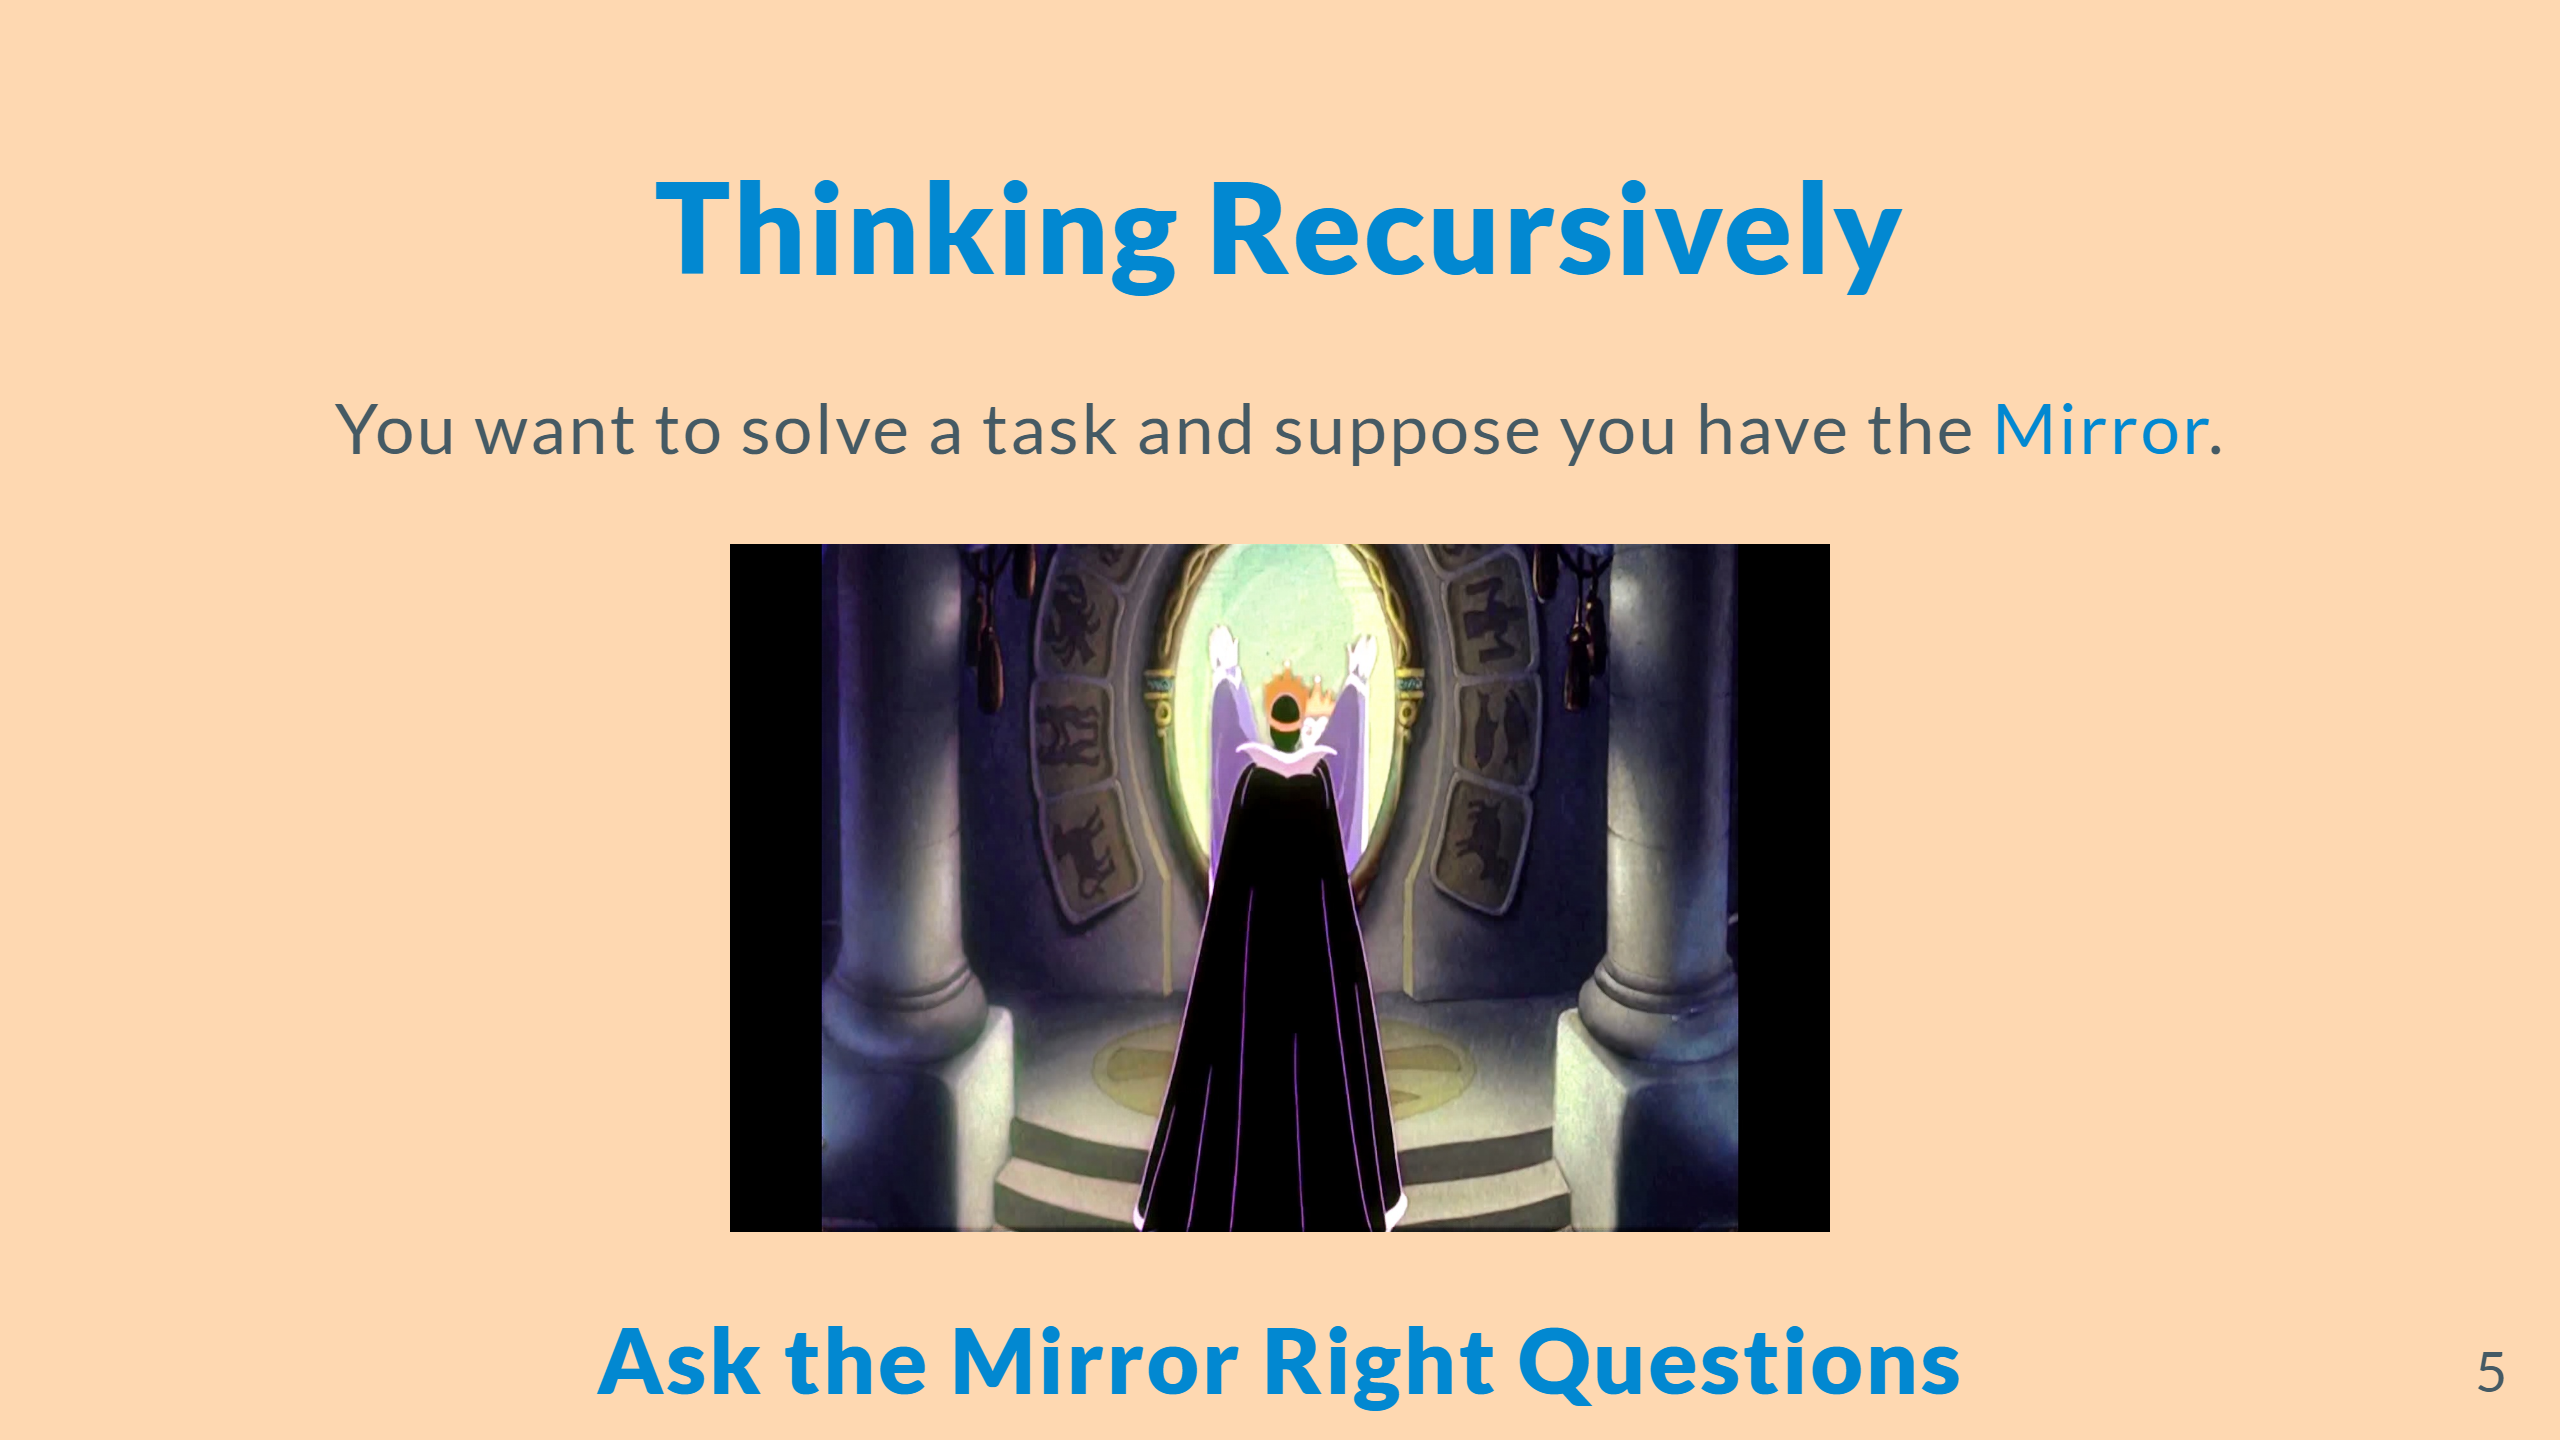 Thinking Recursively
You want to solve a task and suppose you have the Mirror.
Ask the Mirror Right Questions
5